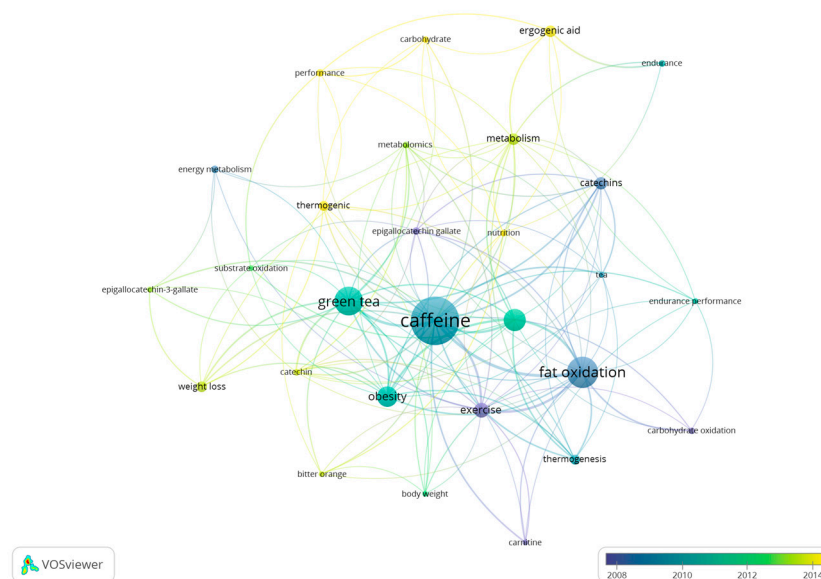 ergogenic aid
carbohydrate
endurance
performance
metabolism
metabolomics
energy metabolism
catechins
thermogenic
epigallocatechin gallate
nutrition
substrate oxidation
tea
epigallocatechin-3-gallate
green tea
endurance performance
caffeine
catechin
fat oxidation
weight loss
obesity
exercise
carbohydrate oxidation
thermogenesis
bitter orange
body weight
carnitine
VOSviewer
2008 2010 2012 2014